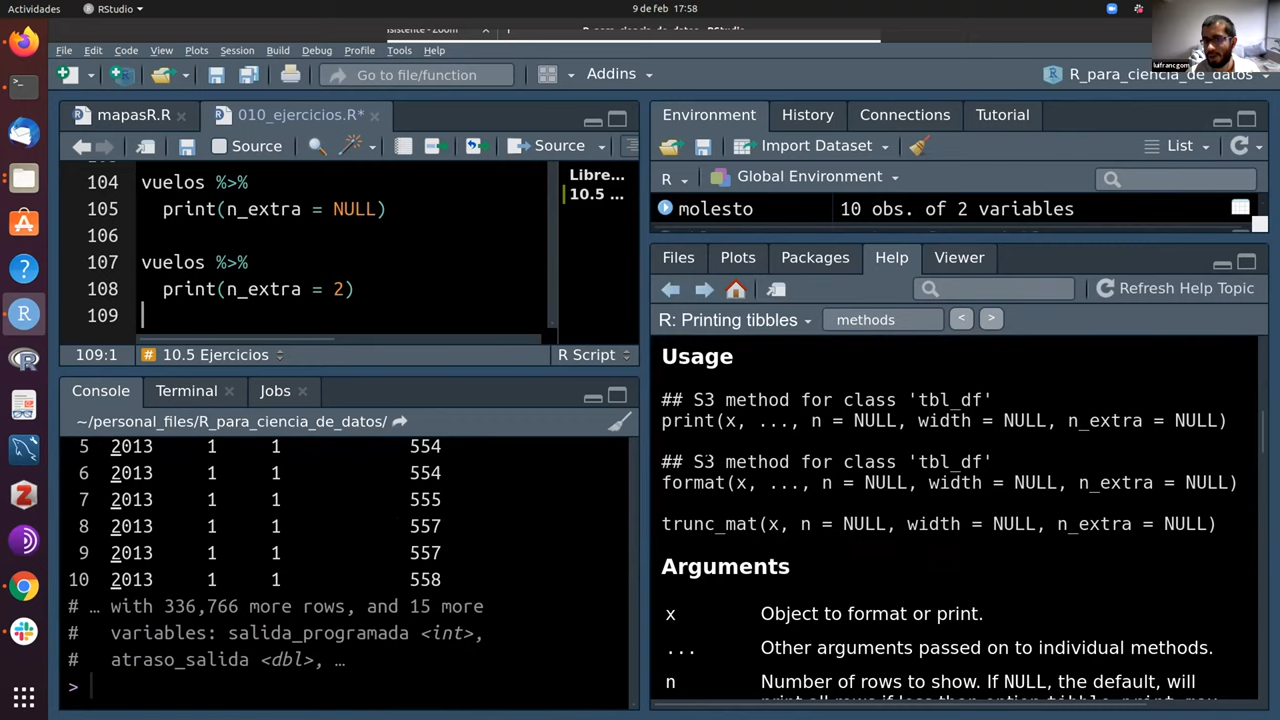 Actividades RStudio 9 de feb 17:58
File Edit Code View Plots Session Build Debug Profile Tools Help
Go to file/function Addins R_para_ciencia_de_datos
luifrancgom
mapasR.R 010_ejercicios.R*
Source Source
104 vuelos %>%
105 print(n_extra = NULL)
106
107 vuelos %>%
108 print(n_extra = 2)
109
Libre...
10.5 ...
109:1 # 10.5 Ejercicios R Script
Console Terminal Jobs
~/personal_files/R_para_ciencia_de_datos/
5 2013 1 1 554
6 2013 1 1 554
7 2013 1 1 555
8 2013 1 1 557
9 2013 1 1 557
10 2013 1 1 558
# … with 336,766 more rows, and 15 more
# variables: salida_programada <int>,
# atraso_salida <dbl>, …
>
Environment History Connections Tutorial
Import Dataset List
R Global Environment
molesto 10 obs. of 2 variables
Files Plots Packages Help Viewer
Refresh Help Topic
R: Printing tibbles methods < >
Usage
## S3 method for class 'tbl_df'
print(x, ..., n = NULL, width = NULL, n_extra = NULL)
## S3 method for class 'tbl_df'
format(x, ..., n = NULL, width = NULL, n_extra = NULL)
trunc_mat(x, n = NULL, width = NULL, n_extra = NULL)
Arguments
x Object to format or print.
... Other arguments passed on to individual methods.
n Number of rows to show. If NULL, the default, will